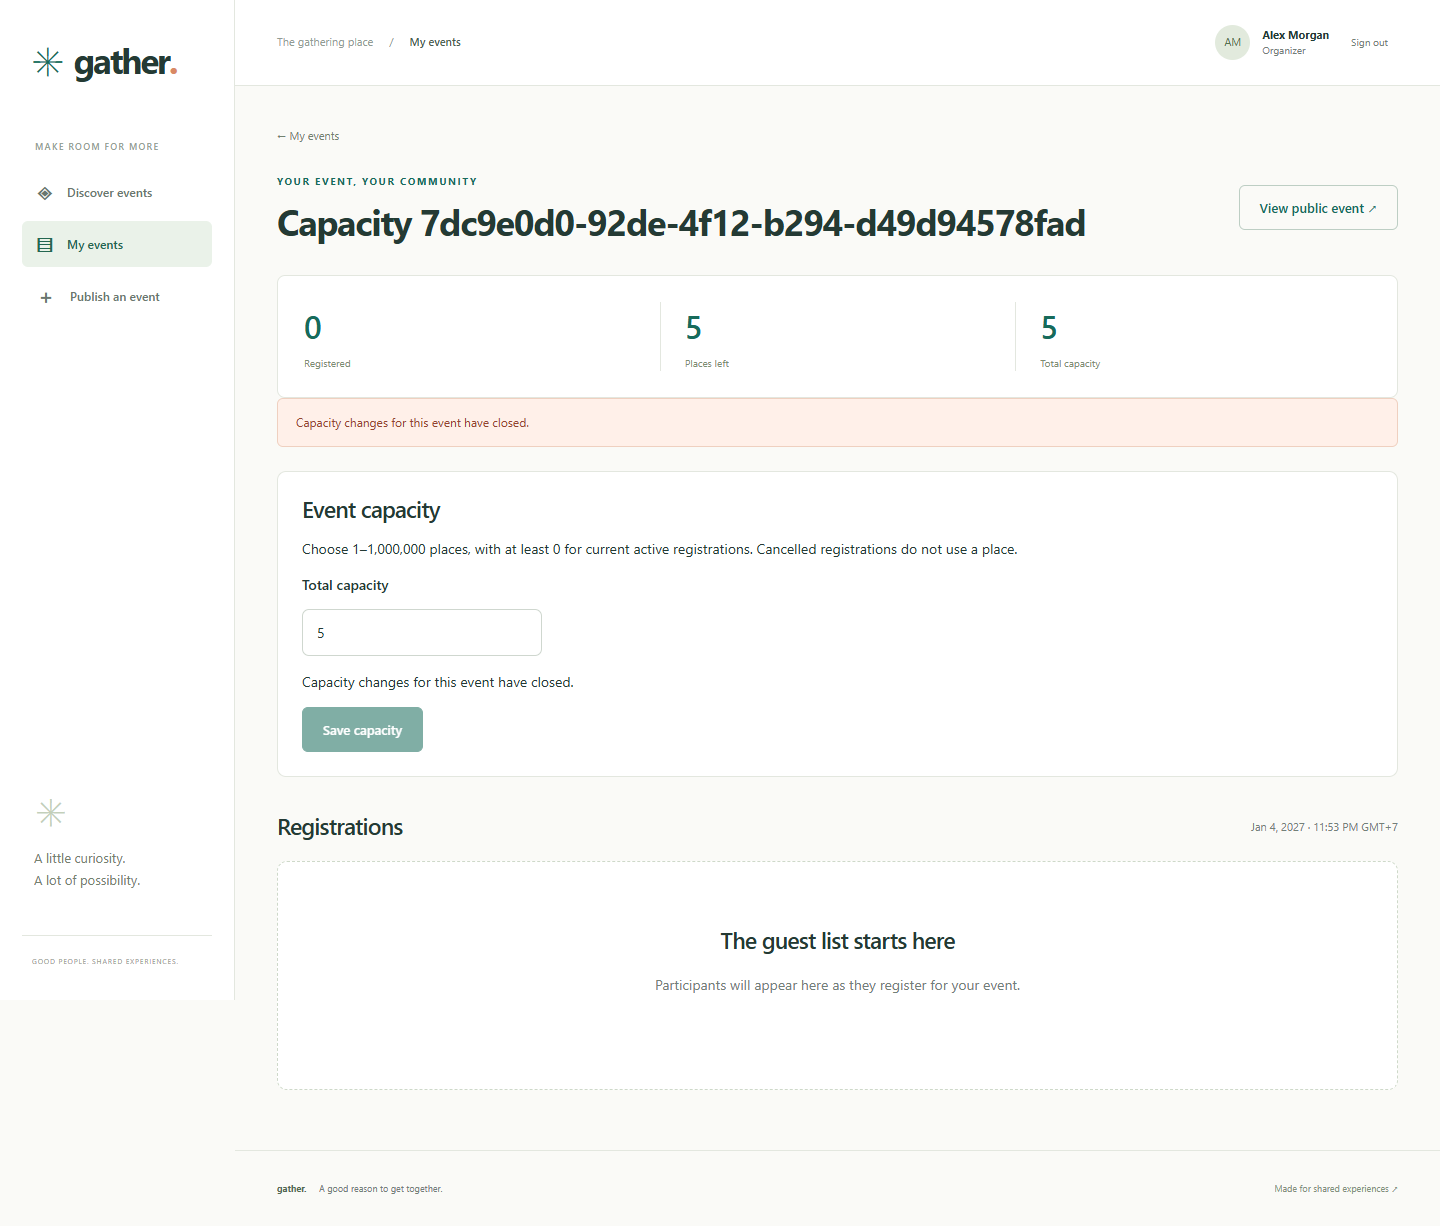 gather.
MAKE ROOM FOR MORE
Discover events
My events
Publish an event
A little curiosity.
A lot of possibility.
GOOD PEOPLE. SHARED EXPERIENCES.
The gathering place / My events
AM
Alex Morgan
Organizer
Sign out
← My events
YOUR EVENT, YOUR COMMUNITY
Capacity 7dc9e0d0-92de-4f12-b294-d49d94578fad
View public event ↗
0
Registered
5
Places left
5
Total capacity
Capacity changes for this event have closed.
Event capacity
Choose 1–1,000,000 places, with at least 0 for current active registrations. Cancelled registrations do not use a place.
Total capacity
5
Capacity changes for this event have closed.
Save capacity
Registrations
Jan 4, 2027 · 11:53 PM GMT+7
The guest list starts here
Participants will appear here as they register for your event.
gather. A good reason to get together.
Made for shared experiences ↗